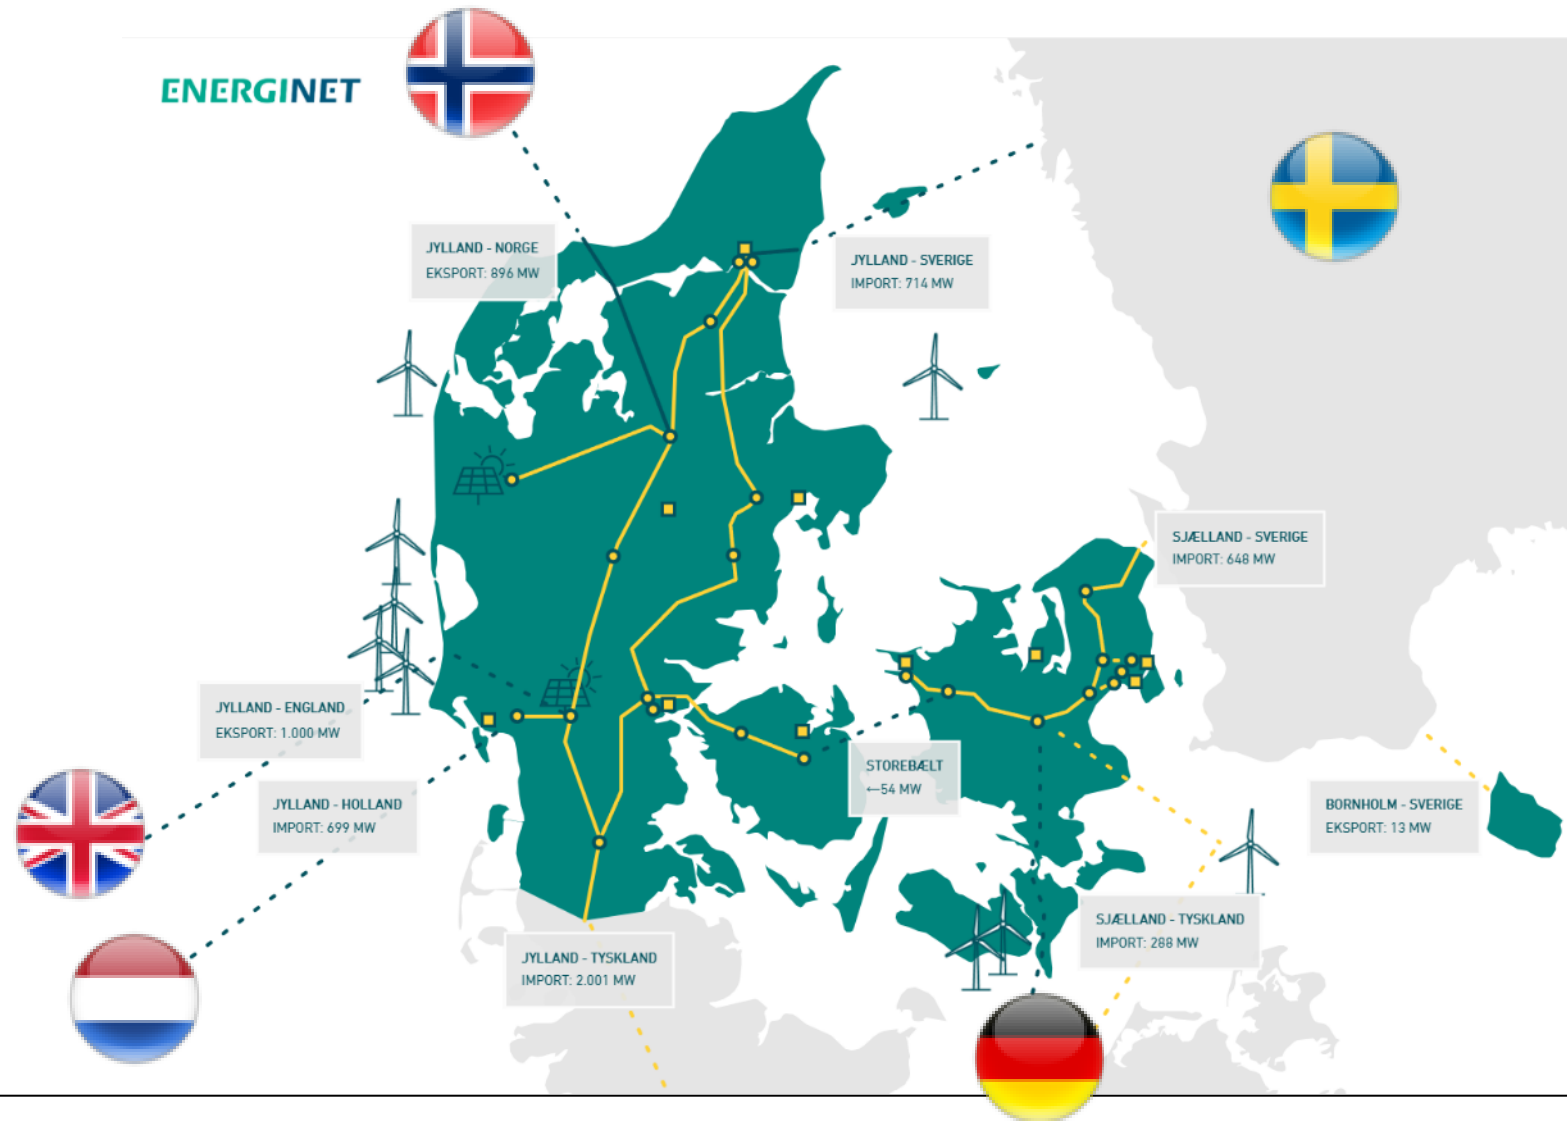 ENERGINET
JYLLAND - NORGE
EKSPORT: 896 MW
JYLLAND - SVERIGE
IMPORT: 714 MW
SJÆLLAND - SVERIGE
IMPORT: 648 MW
JYLLAND - ENGLAND
EKSPORT: 1.000 MW
JYLLAND - HOLLAND
IMPORT: 699 MW
STOREBÆLT
←54 MW
BORNHOLM - SVERIGE
EKSPORT: 13 MW
JYLLAND - TYSKLAND
IMPORT: 2.001 MW
SJÆLLAND - TYSKLAND
IMPORT: 288 MW